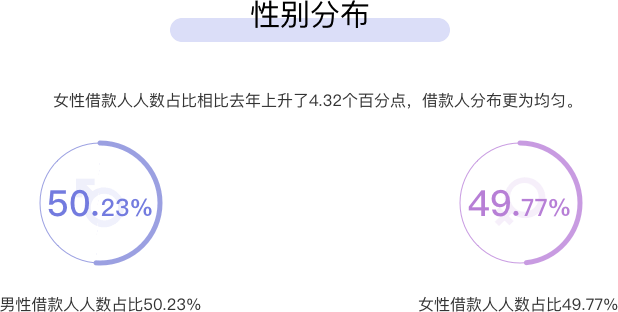 性别分布
女性借款人人数占比相比去年上升了4.32个百分点，借款人分布更为均匀。
50.23%
49.77%
男性借款人人数占比50.23%
女性借款人人数占比49.77%